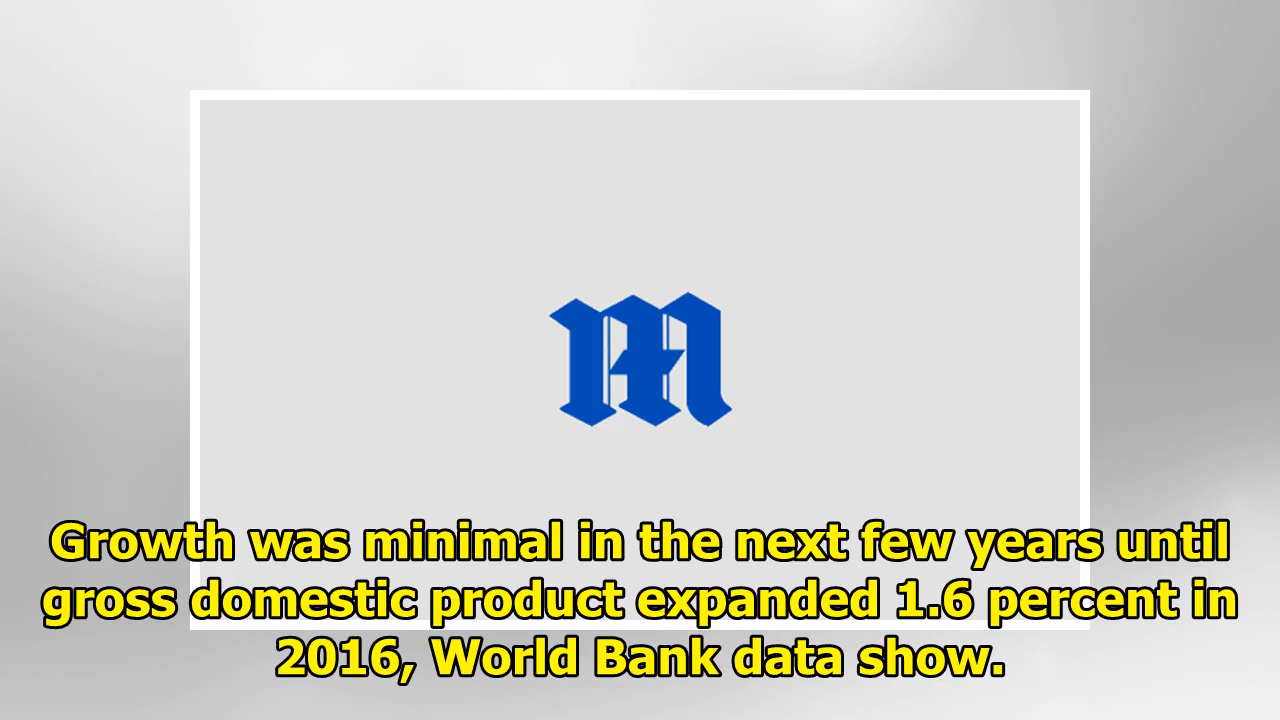 Growth was minimal in the next few years until
gross domestic product expanded 1.6 percent in
2016, World Bank data show.